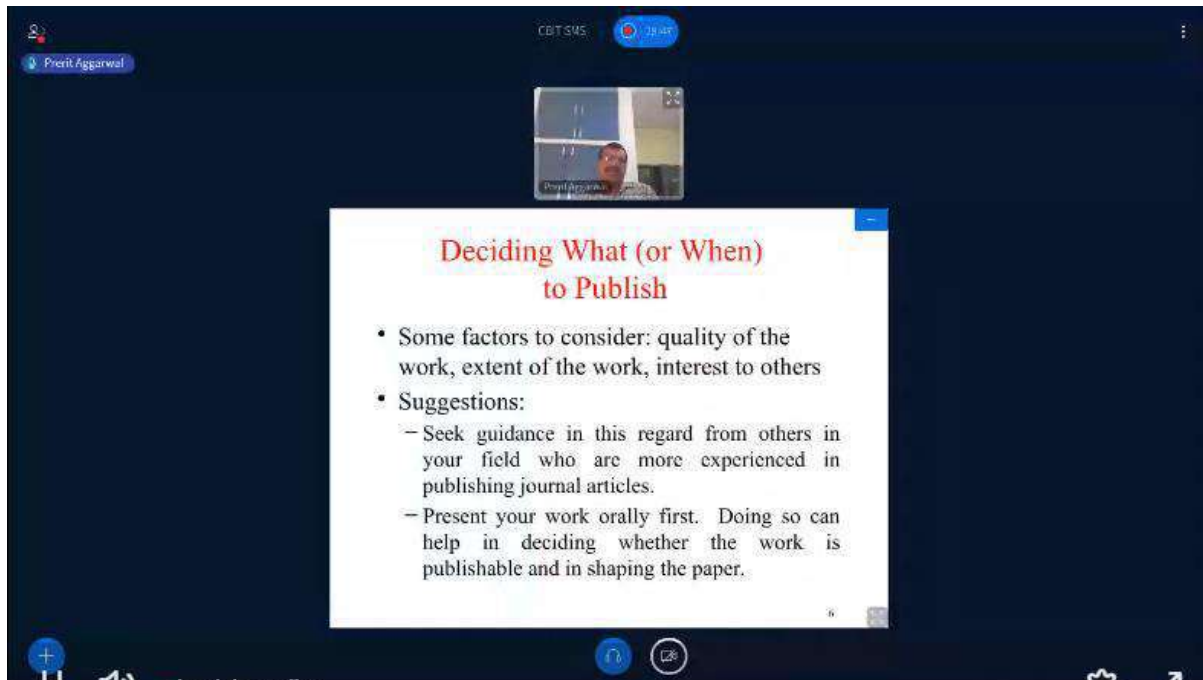 CBIT SMS
Prerit Aggarwal
Prerit Aggarwal
Deciding What (or When)
to Publish
• Some factors to consider: quality of the
work, extent of the work, interest to others
• Suggestions:
– Seek guidance in this regard from others in
your field who are more experienced in
publishing journal articles.
– Present your work orally first. Doing so can
help in deciding whether the work is
publishable and in shaping the paper.
6